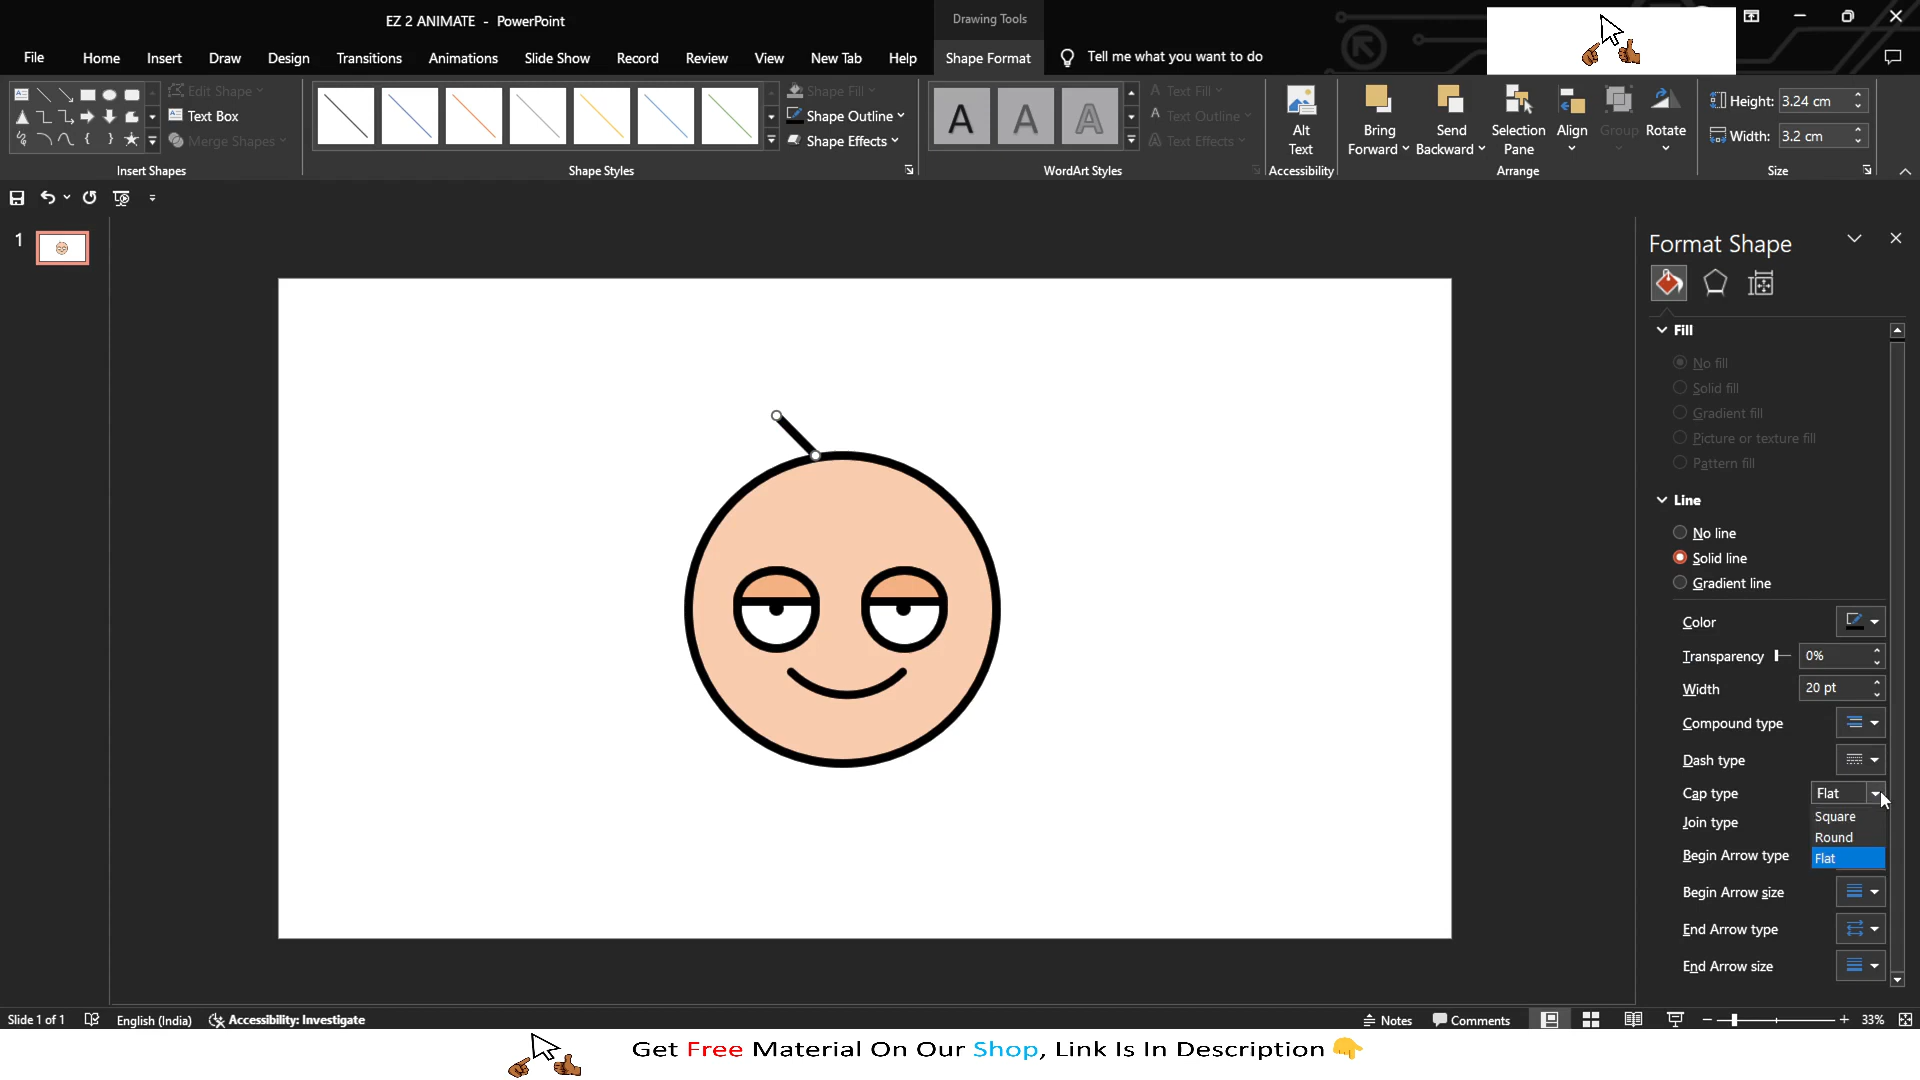 EZ 2 ANIMATE - PowerPoint
Drawing Tools
File Home Insert Draw Design Transitions Animations Slide Show Record Review View New Tab Help Shape Format Tell me what you want to do
Edit Shape
Text Box
Merge Shapes
Insert Shapes
Shape Fill
Shape Outline
Shape Effects
Shape Styles
A A A
Text Fill
Text Outline
Text Effects
WordArt Styles
Alt
Text
Accessibility
Bring
Forward
Send
Backward
Selection
Pane
Align
Group
Rotate
Arrange
Height: 3.24 cm
Width: 3.2 cm
Size
1
Format Shape
Fill
No fill
Solid fill
Gradient fill
Picture or texture fill
Pattern fill
Line
No line
Solid line
Gradient line
Color
Transparency 0%
Width 20 pt
Compound type
Dash type
Cap type Flat
Square
Round
Flat
Join type
Begin Arrow type
Begin Arrow size
End Arrow type
End Arrow size
Slide 1 of 1 English (India) Accessibility: Investigate Notes Comments 33%
Get Free Material On Our Shop, Link Is In Description